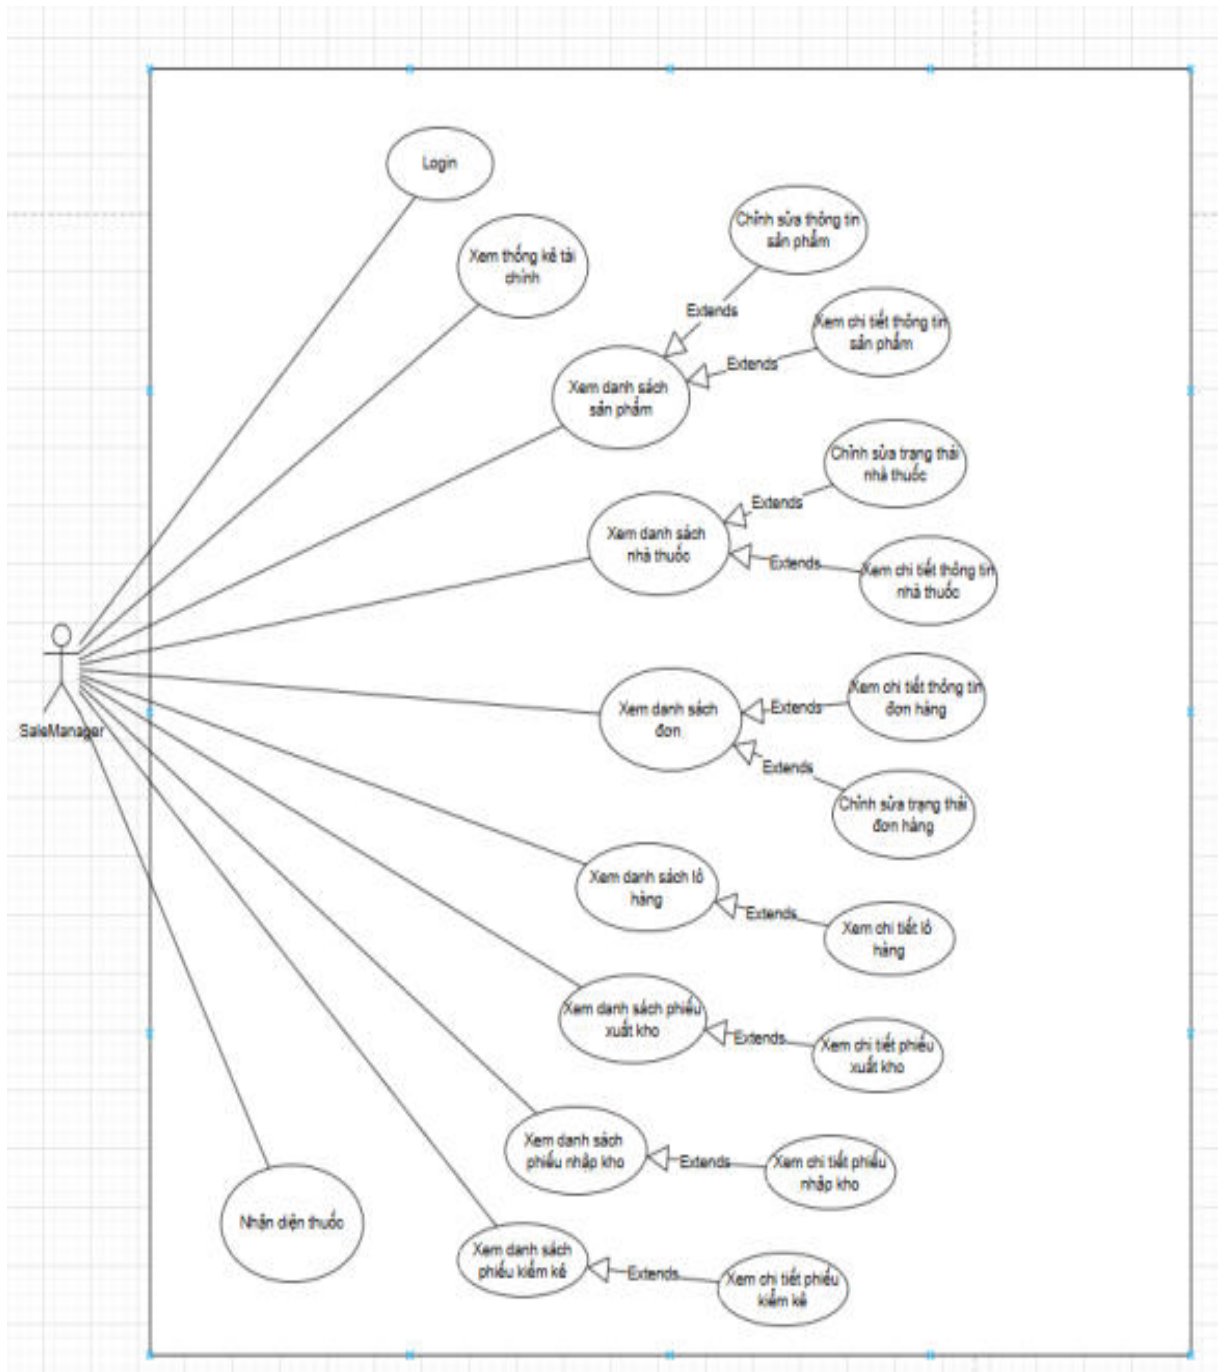 Login
Chỉnh sửa thông tin
sản phẩm
Xem thống kê tài
chính
Extends
Xem chi tiết thông tin
sản phẩm
Extends
Xem danh sách
sản phẩm
Chỉnh sửa trạng thái
nhà thuốc
Extends
Xem danh sách
nhà thuốc
Extends
Xem chi tiết thông tin
nhà thuốc
Xem chi tiết thông tin
đơn hàng
Extends
Xem danh sách
đơn
SaleManager
Extends
Chỉnh sửa trạng thái
đơn hàng
Xem danh sách lô
hàng
Extends
Xem chi tiết lô
hàng
Xem danh sách phiếu
xuất kho
Extends
Xem chi tiết phiếu
xuất kho
Xem danh sách
phiếu nhập kho
Extends
Xem chi tiết phiếu
nhập kho
Nhận diện thuốc
Xem danh sách
phiếu kiểm kê
Extends
Xem chi tiết phiếu
kiểm kê